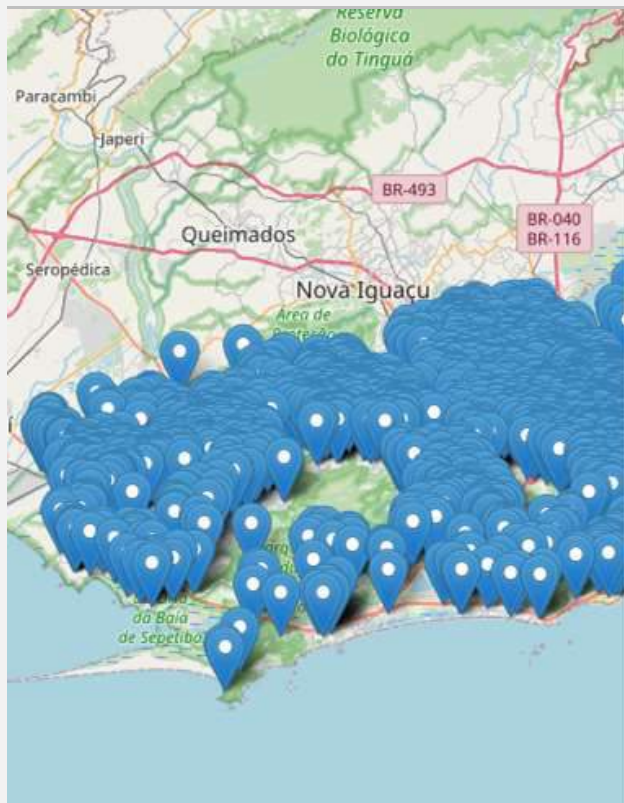 Reserva
Biológica
do Tinguá
Paracambi
Japeri
BR-493
BR-040
BR-116
Queimados
Seropédica
Nova Iguaçu
Área de
Proteção
da Baía
de Sepetiba